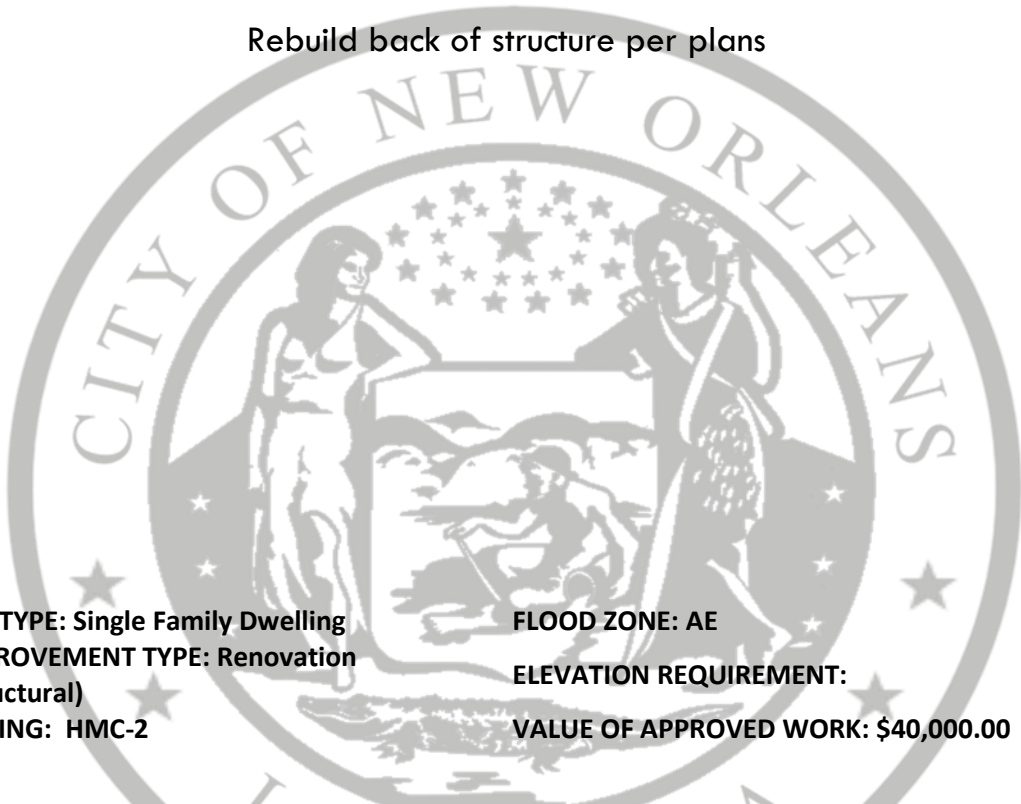 Rebuild back of structure per plans
CITY OF NEW ORLEANS
TYPE: Single Family Dwelling
ROVEMENT TYPE: Renovation
uctural)
ING: HMC-2
FLOOD ZONE: AE
ELEVATION REQUIREMENT:
VALUE OF APPROVED WORK: $40,000.00